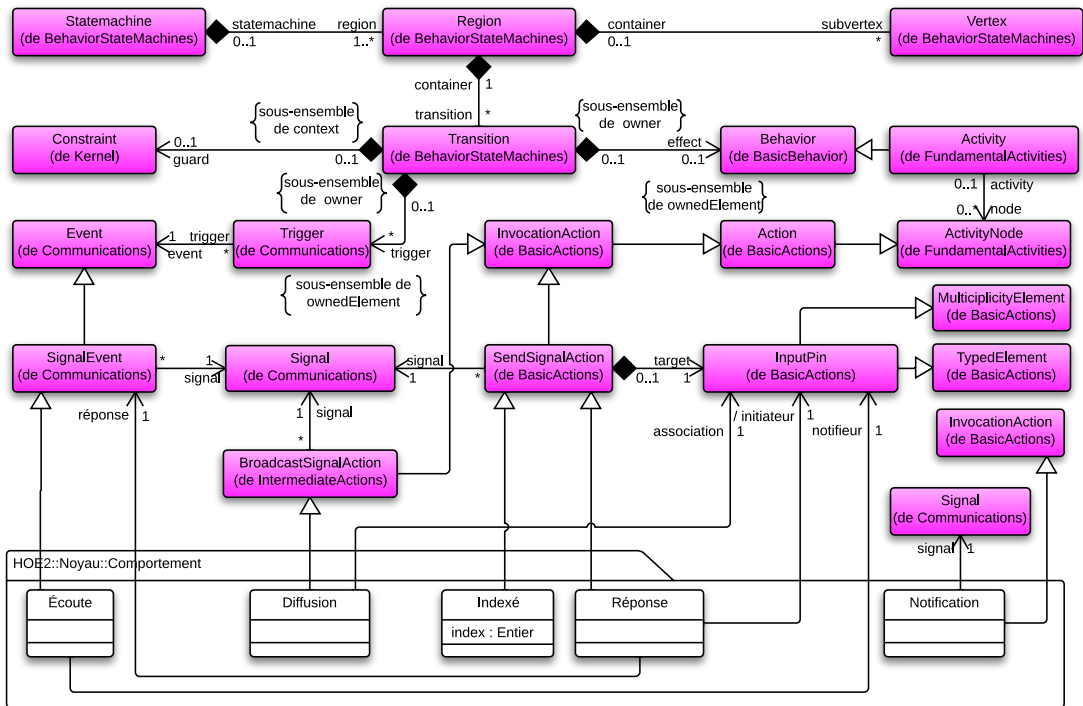 Statemachine
(de BehaviorStateMachines)
statemachine
0..1
region
1..*
Region
(de BehaviorStateMachines)
container
0..1
subvertex
*
Vertex
(de BehaviorStateMachines)
container
1
transition
*
{ sous-ensemble
de context }
{ sous-ensemble
de owner }
Constraint
(de Kernel)
0..1
guard
0..1
Transition
(de BehaviorStateMachines)
0..1
effect
0..1
Behavior
(de BasicBehavior)
Activity
(de FundamentalActivities)
{ sous-ensemble
de owner }
0..1
{ sous-ensemble
de ownedElement }
0..1
activity
0..*
node
Event
(de Communications)
1
event
trigger
*
Trigger
(de Communications)
*
trigger
InvocationAction
(de BasicActions)
Action
(de BasicActions)
ActivityNode
(de FundamentalActivities)
{ sous-ensemble de
ownedElement }
MulticiplicityElement
(de BasicActions)
SignalEvent
(de Communications)
*
1
signal
Signal
(de Communications)
signal
1
*
SendSignalAction
(de BasicActions)
0..1
target
1
InputPin
(de BasicActions)
TypedElement
(de BasicActions)
réponse
1
1
signal
*
association
1
/ initiateur
1
notifieur
1
InvocationAction
(de BasicActions)
BroadcastSignalAction
(de IntermediateActions)
Signal
(de Communications)
signal
1
HOE2::Noyau::Comportement
Écoute
Diffusion
Indexé
index : Entier
Réponse
Notification